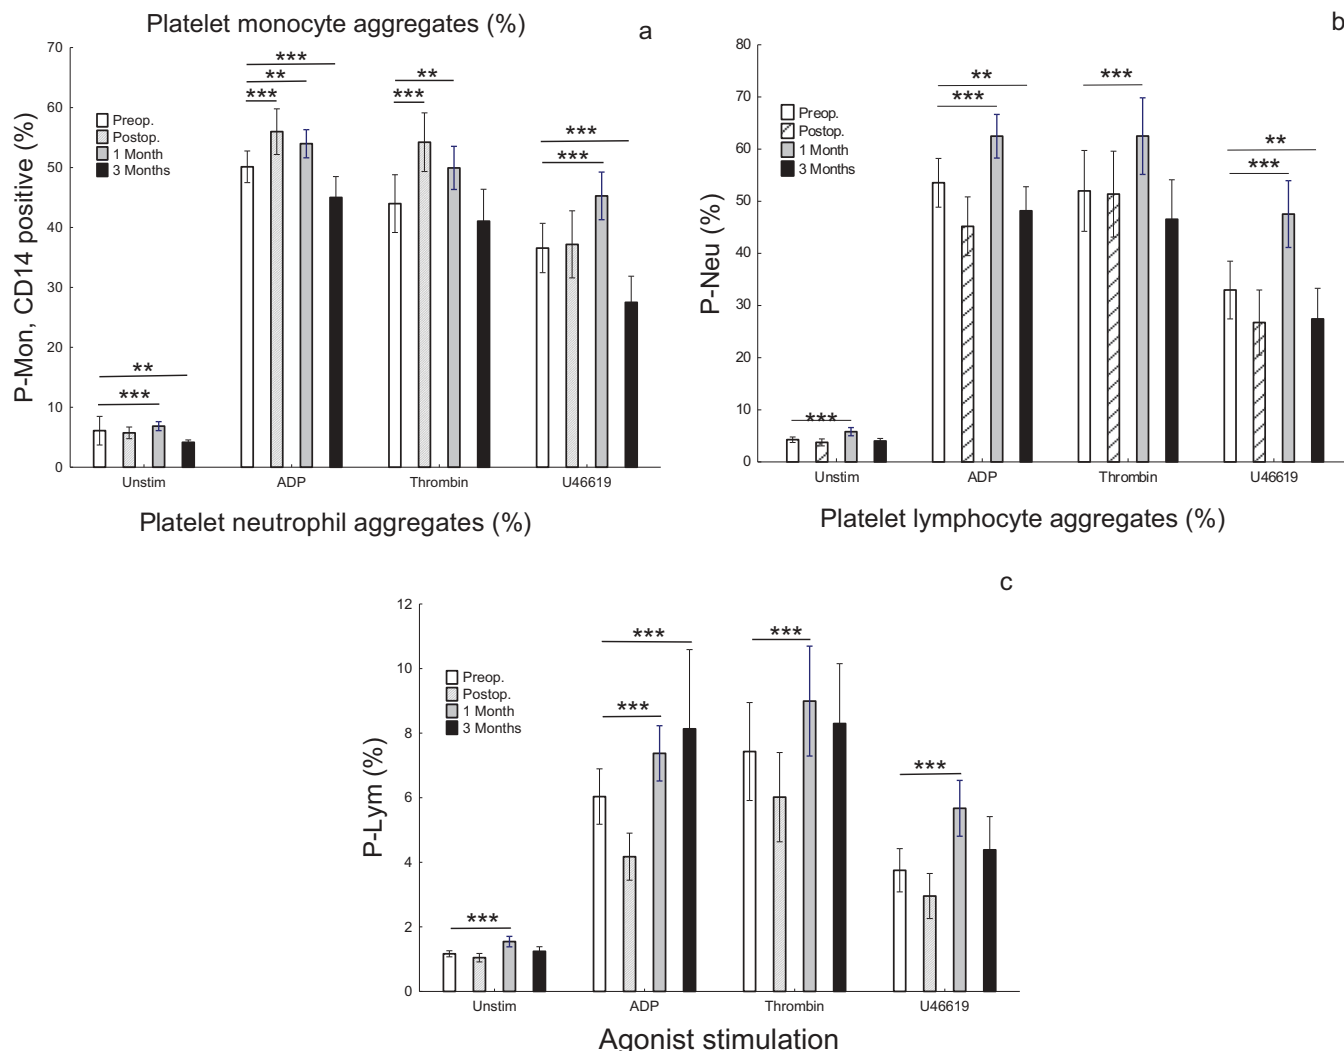 Platelet monocyte aggregates (%)
a
P-Mon, CD14 positive (%)
70
60
50
40
30
20
10
0
Preop.
Postop.
1 Month
3 Months
***
**
***
**
***
***
***
**
***
***
Unstim
ADP
Thrombin
U46619
b
P-Neu (%)
80
70
60
50
40
30
20
10
0
Preop.
Postop.
1 Month
3 Months
**
***
***
**
***
***
Unstim
ADP
Thrombin
U46619
Platelet neutrophil aggregates (%)
Platelet lymphocyte aggregates (%)
c
P-Lym (%)
12
10
8
6
4
2
0
Preop.
Postop.
1 Month
3 Months
***
***
***
***
***
Unstim
ADP
Thrombin
U46619
Agonist stimulation